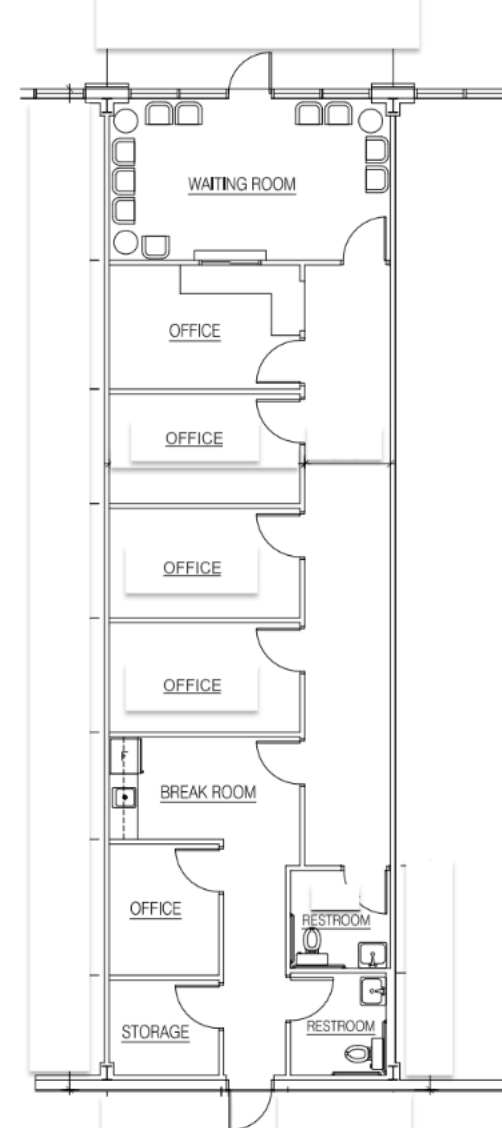 WAITING ROOM
OFFICE
OFFICE
OFFICE
OFFICE
F
BREAK ROOM
OFFICE
RESTROOM
STORAGE
RESTROOM